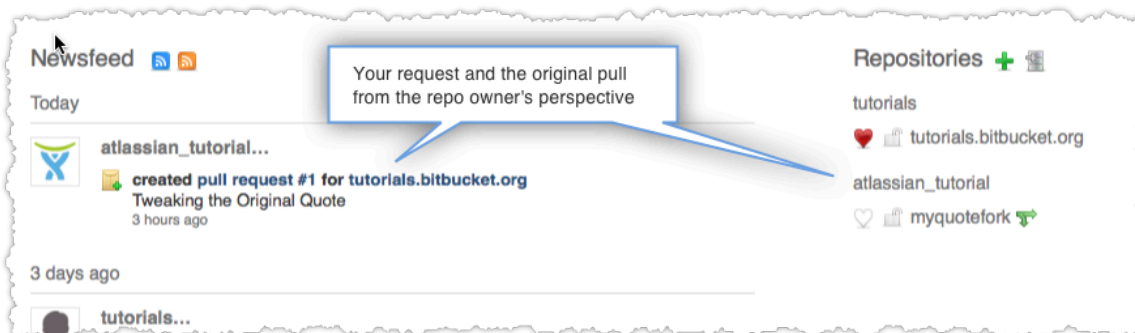 Newsfeed
Today
atlassian_tutorial...
created pull request #1 for tutorials.bitbucket.org
Tweaking the Original Quote
3 hours ago
3 days ago
tutorials...
Your request and the original pull
from the repo owner's perspective
Repositories
tutorials
tutorials.bitbucket.org
atlassian_tutorial
myquotefork